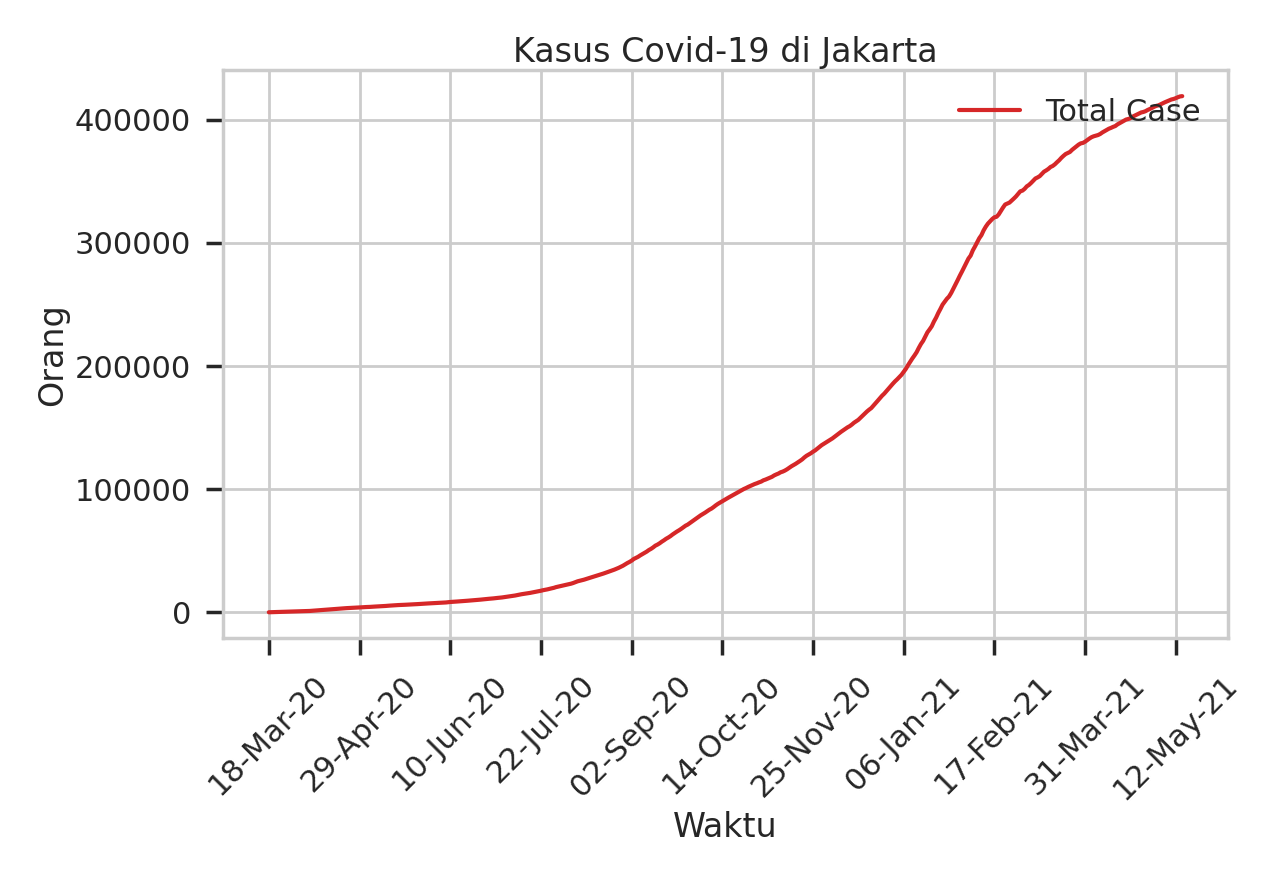 Kasus Covid-19 di Jakarta
Total Case
400000
300000
200000
100000
0
Orang
18-Mar-20
29-Apr-20
10-Jun-20
22-Jul-20
02-Sep-20
14-Oct-20
25-Nov-20
06-Jan-21
17-Feb-21
31-Mar-21
12-May-21
Waktu